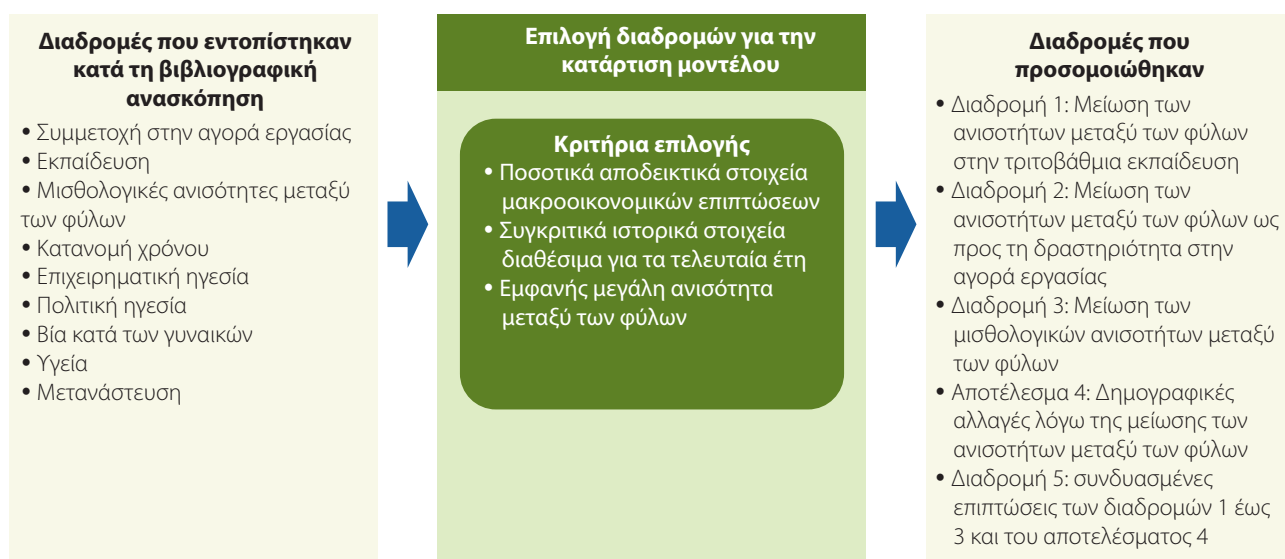 Διαδρομές που εντοπίστηκαν
κατά τη βιβλιογραφική
ανασκόπηση
• Συμμετοχή στην αγορά εργασίας
• Εκπαίδευση
• Μισθολογικές ανισότητες μεταξύ
των φύλων
• Κατανομή χρόνου
• Επιχειρηματική ηγεσία
• Πολιτική ηγεσία
• Βία κατά των γυναικών
• Υγεία
• Μετανάστευση
Επιλογή διαδρομών για την
κατάρτιση μοντέλου
Κριτήρια επιλογής
• Ποσοτικά αποδεικτικά στοιχεία
μακροοικονομικών επιπτώσεων
• Συγκριτικά ιστορικά στοιχεία
διαθέσιμα για τα τελευταία έτη
• Εμφανής μεγάλη ανισότητα
μεταξύ των φύλων
Διαδρομές που
προσομοιώθηκαν
• Διαδρομή 1: Μείωση των
ανισοτήτων μεταξύ των φύλων
στην τριτοβάθμια εκπαίδευση
• Διαδρομή 2: Μείωση των
ανισοτήτων μεταξύ των φύλων ως
προς τη δραστηριότητα στην
αγορά εργασίας
• Διαδρομή 3: Μείωση των
μισθολογικών ανισοτήτων μεταξύ
των φύλων
• Αποτέλεσμα 4: Δημογραφικές
αλλαγές λόγω της μείωσης των
ανισοτήτων μεταξύ των φύλων
• Διαδρομή 5: συνδυασμένες
επιπτώσεις των διαδρομών 1 έως
3 και του αποτελέσματος 4